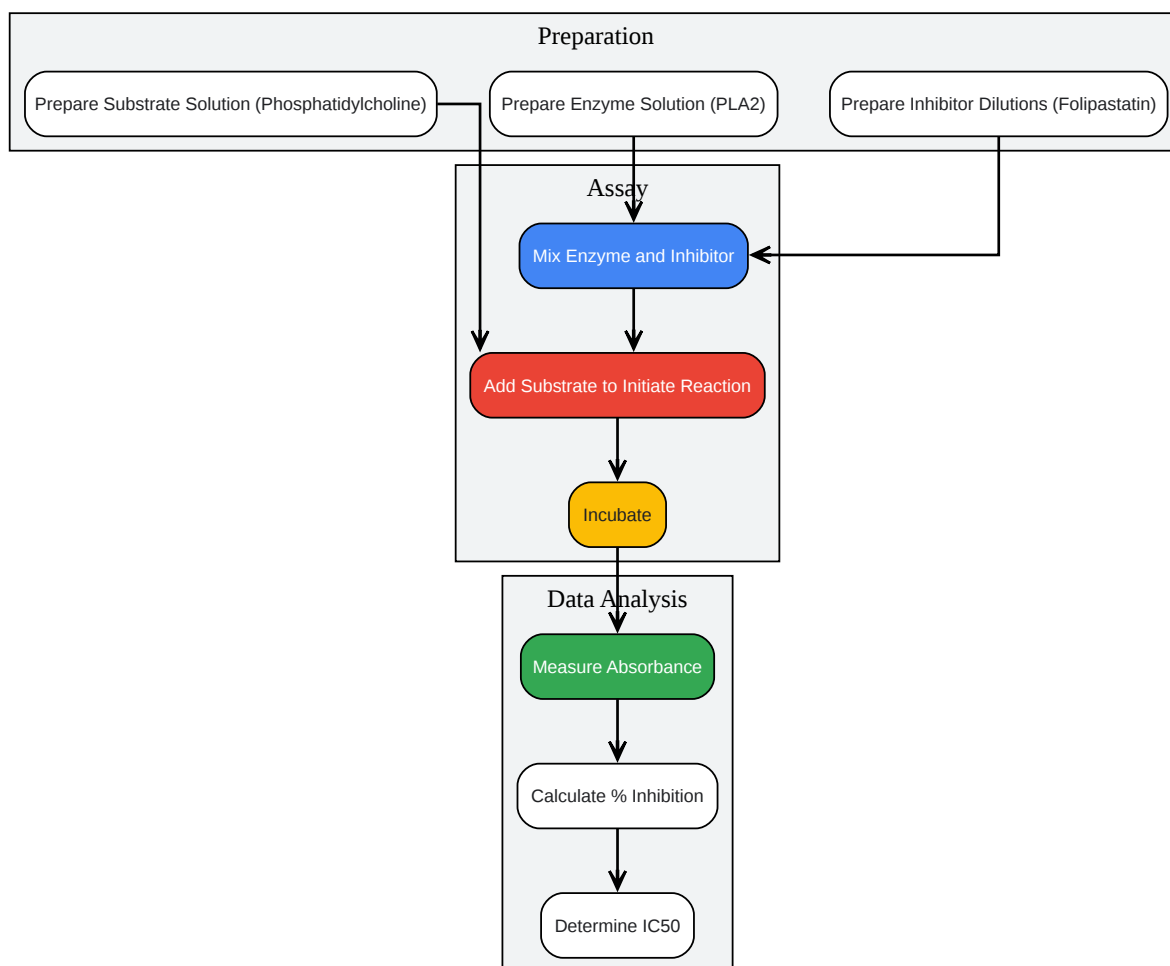 Preparation
Prepare Substrate Solution (Phosphatidylcholine)
Prepare Enzyme Solution (PLA2)
Prepare Inhibitor Dilutions (Folipastatin)
Assay
Mix Enzyme and Inhibitor
Add Substrate to Initiate Reaction
Incubate
Data Analysis
Measure Absorbance
Calculate % Inhibition
Determine IC50